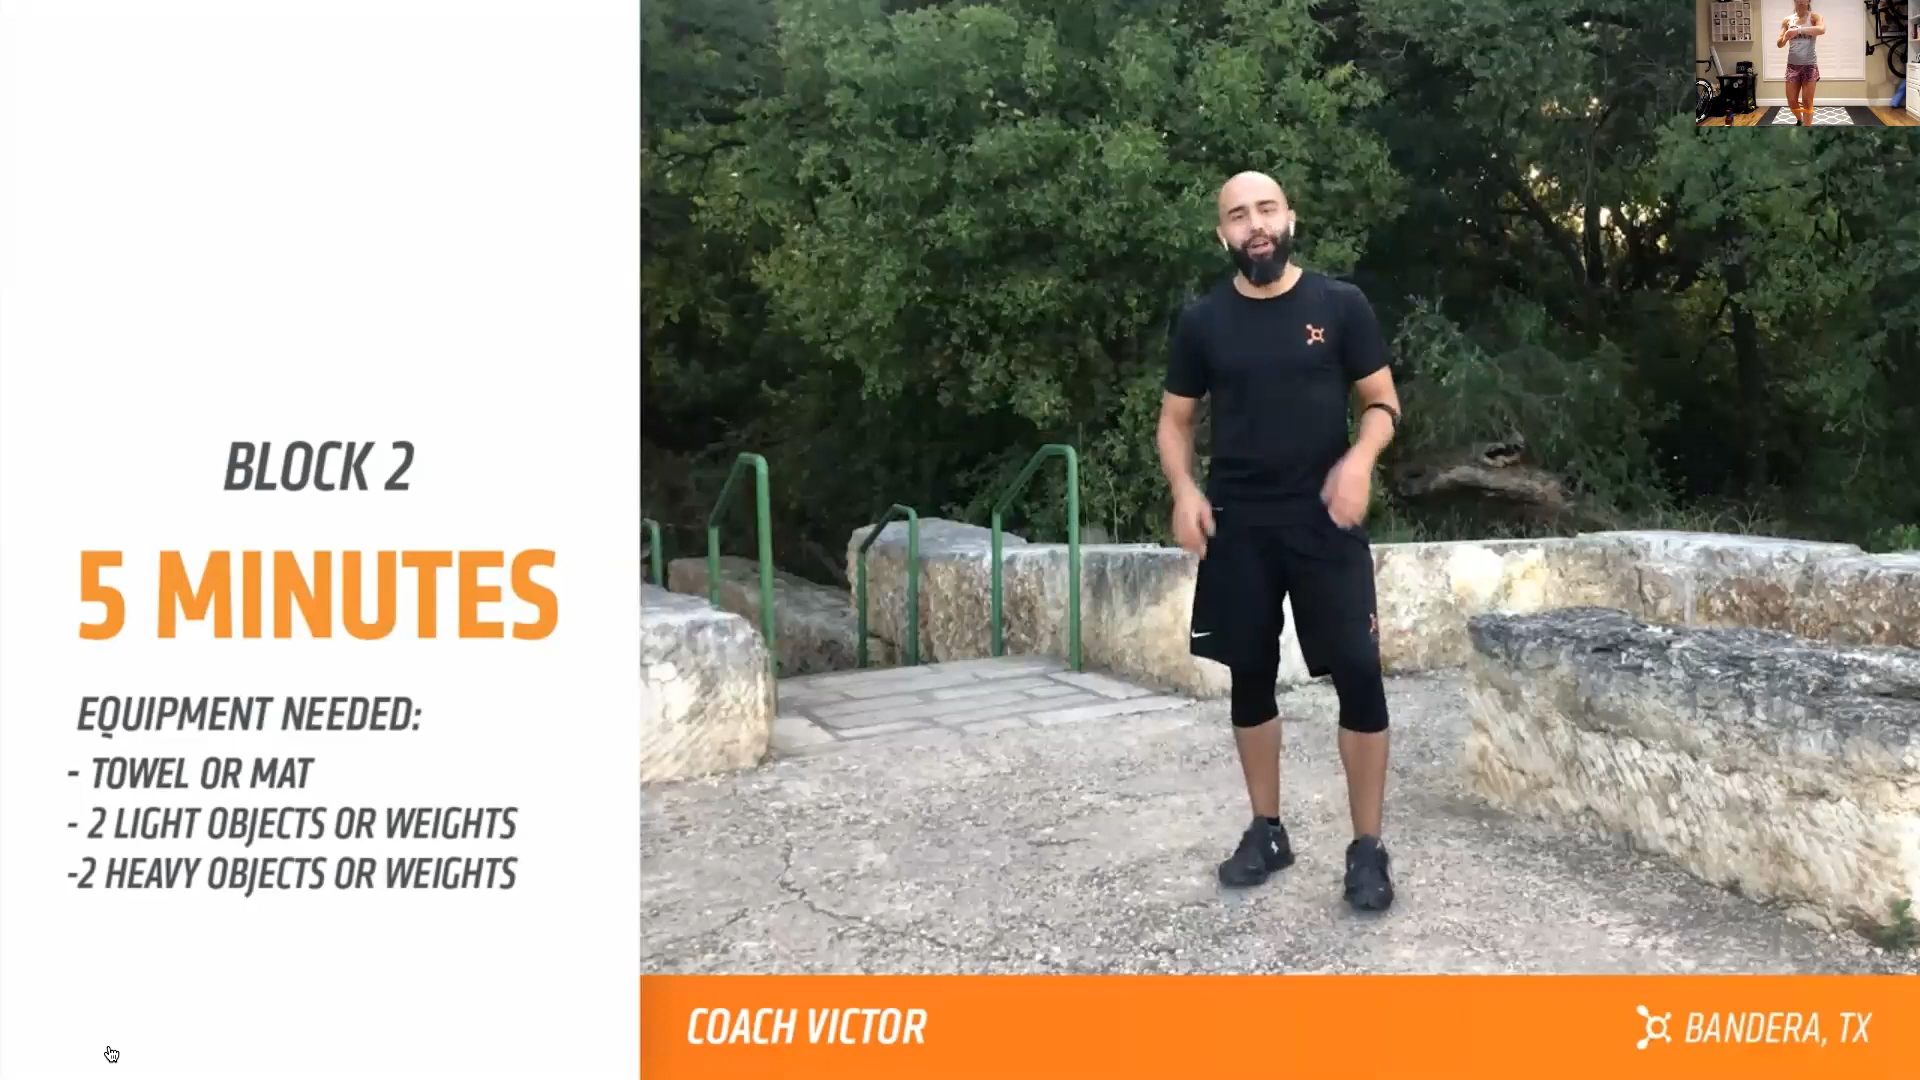 BLOCK 2
5 MINUTES
EQUIPMENT NEEDED:
- TOWEL OR MAT
- 2 LIGHT OBJECTS OR WEIGHTS
-2 HEAVY OBJECTS OR WEIGHTS
COACH VICTOR
BANDERA, TX